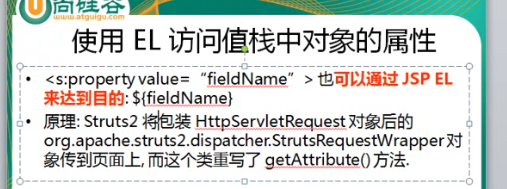 尚硅谷
www.atguigu.com
使用 EL 访问值栈中对象的属性
• <s:property value=“fieldName”> 也可以通过 JSP EL
来达到目的: ${fieldName}
• 原理: Struts2 将包装 HttpServletRequest 对象后的
org.apache.struts2.dispatcher.StrutsRequestWrapper 对
象传到页面上, 而这个类重写了 getAttribute() 方法.